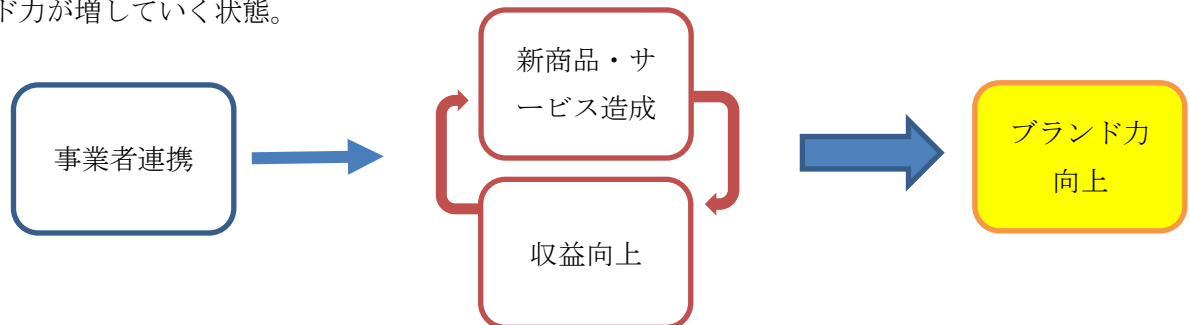 ド力が増していく状態。
新商品・サ
ービス造成
事業者連携
ブランド力
向上
収益向上